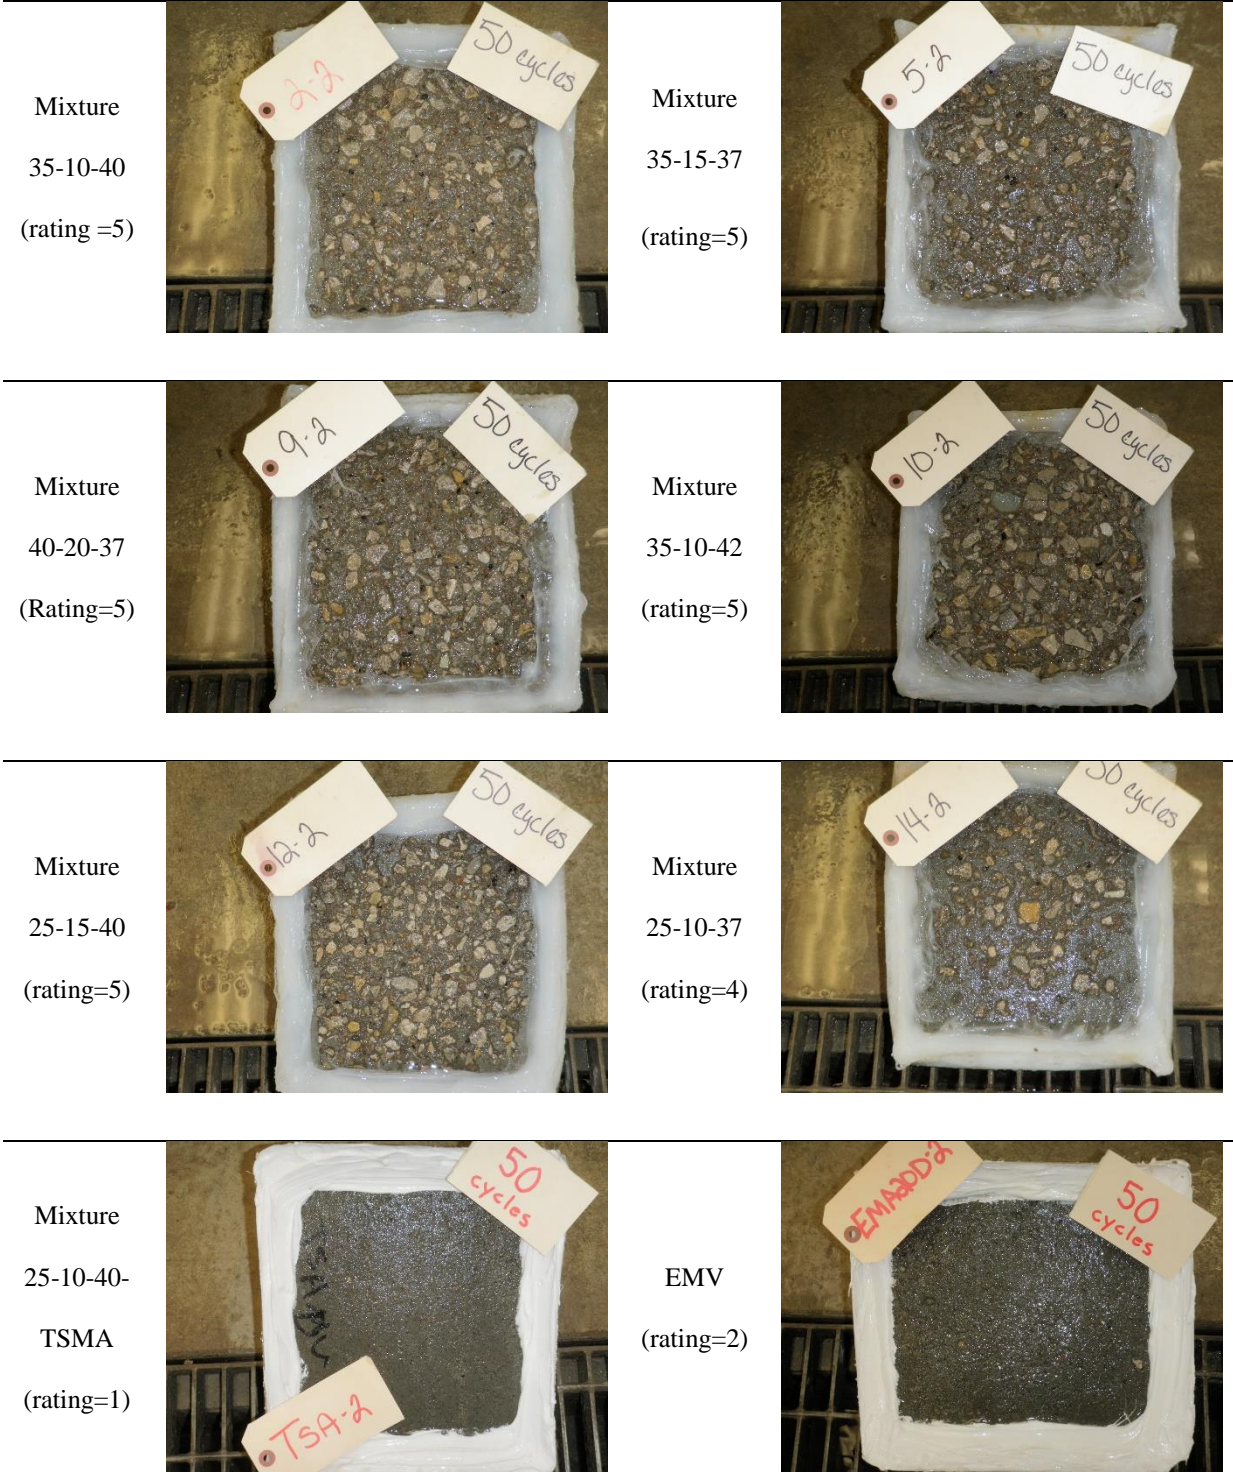 Mixture
35-10-40
(rating =5)
2-2
50 cycles
Mixture
35-15-37
(rating=5)
5-2
50 cycles
Mixture
40-20-37
(Rating=5)
9-2
50 cycles
Mixture
35-10-42
(rating=5)
10-2
50 cycles
Mixture
25-15-40
(rating=5)
12-2
50 cycles
Mixture
25-10-37
(rating=4)
14-2
50 cycles
Mixture
25-10-40-
TSMA
(rating=1)
50
cycles
TSA-2
EMV
(rating=2)
50
cycles